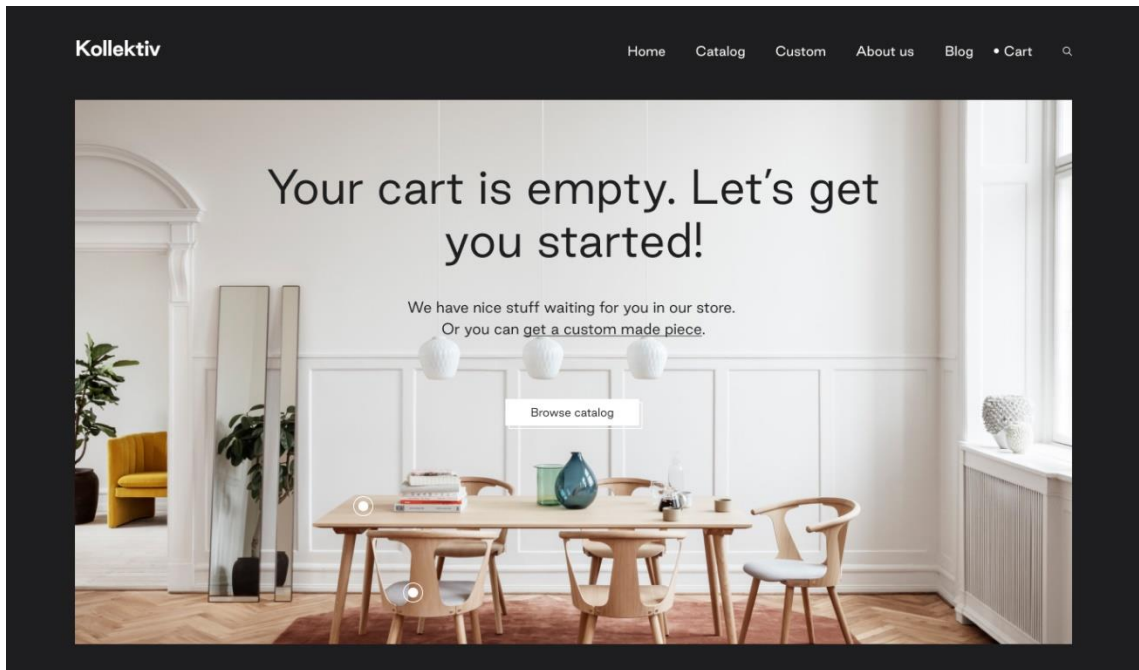 Kollektiv
Home Catalog Custom About us Blog • Cart
Your cart is empty. Let's get
you started!
We have nice stuff waiting for you in our store.
Or you can get a custom made piece.
Browse catalog